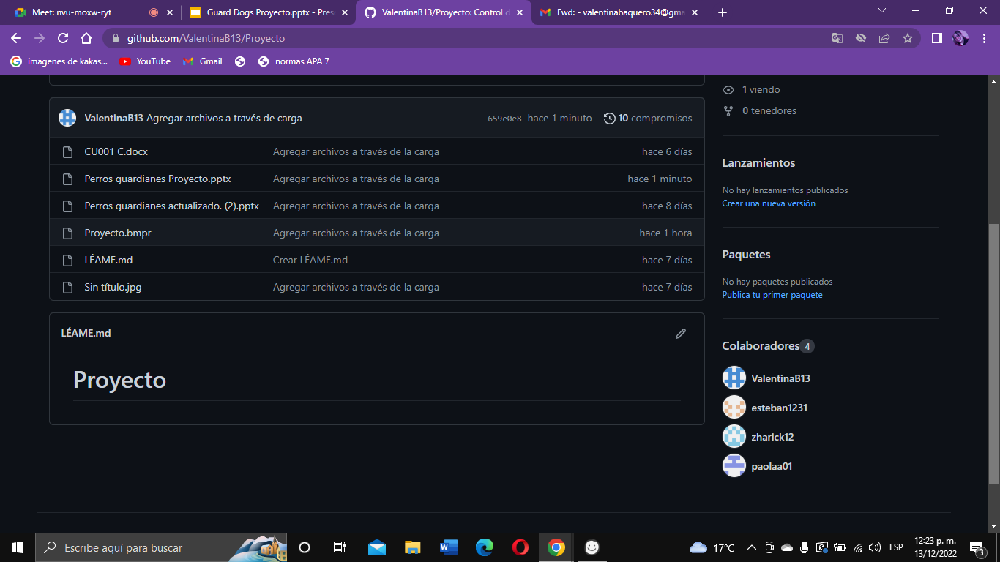 Meet: nvu-moxw-ryt
Guard Dogs Proyecto.pptx - Pres
ValentinaB13/Proyecto: Control d
Fwd: - valentinabaquero34@gma
github.com/ValentinaB13/Proyecto
imagenes de kakas...
YouTube
Gmail
normas APA 7
1 viendo
0 tenedores
ValentinaB13 Agregar archivos a través de carga 659e0e8 hace 1 minuto 10 compromisos
CU001 C.docx Agregar archivos a través de la carga hace 6 días
Perros guardianes Proyecto.pptx Agregar archivos a través de la carga hace 1 minuto
Perros guardianes actualizado. (2).pptx Agregar archivos a través de la carga hace 8 días
Proyecto.bmpr Agregar archivos a través de la carga hace 1 hora
LÉAME.md Crear LÉAME.md hace 7 días
Sin título.jpg Agregar archivos a través de la carga hace 7 días
LÉAME.md
Proyecto
Lanzamientos
No hay lanzamientos publicados
Crear una nueva versión
Paquetes
No hay paquetes publicados
Publica tu primer paquete
Colaboradores 4
ValentinaB13
esteban1231
zharick12
paolaa01
Escribe aquí para buscar
17°C
ESP
12:23 p. m.
13/12/2022
3